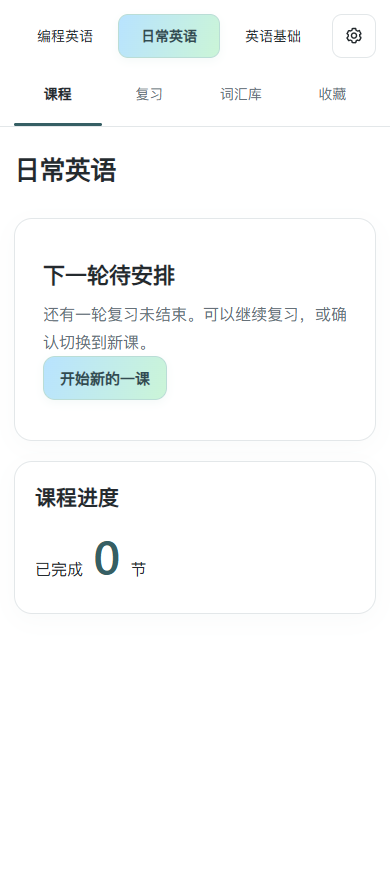 编程英语 日常英语 英语基础
课程 复习 词汇库 收藏
日常英语
下一轮待安排
还有一轮复习未结束。可以继续复习，或确
认切换到新课。
开始新的一课
课程进度
已完成 0 节